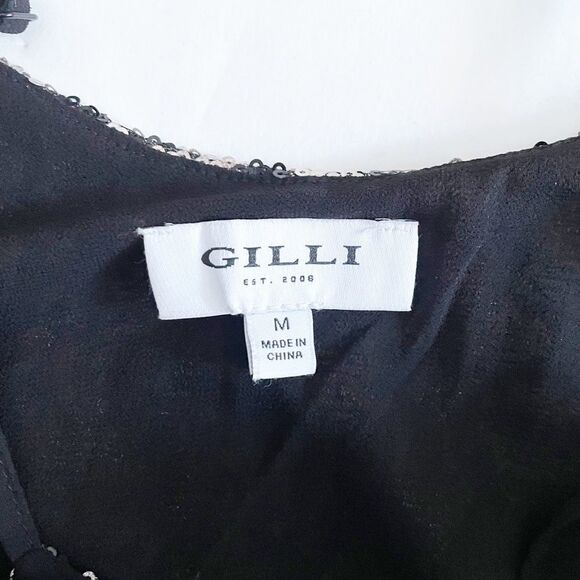 GILLI
EST. 2006
M
MADE IN
CHINA